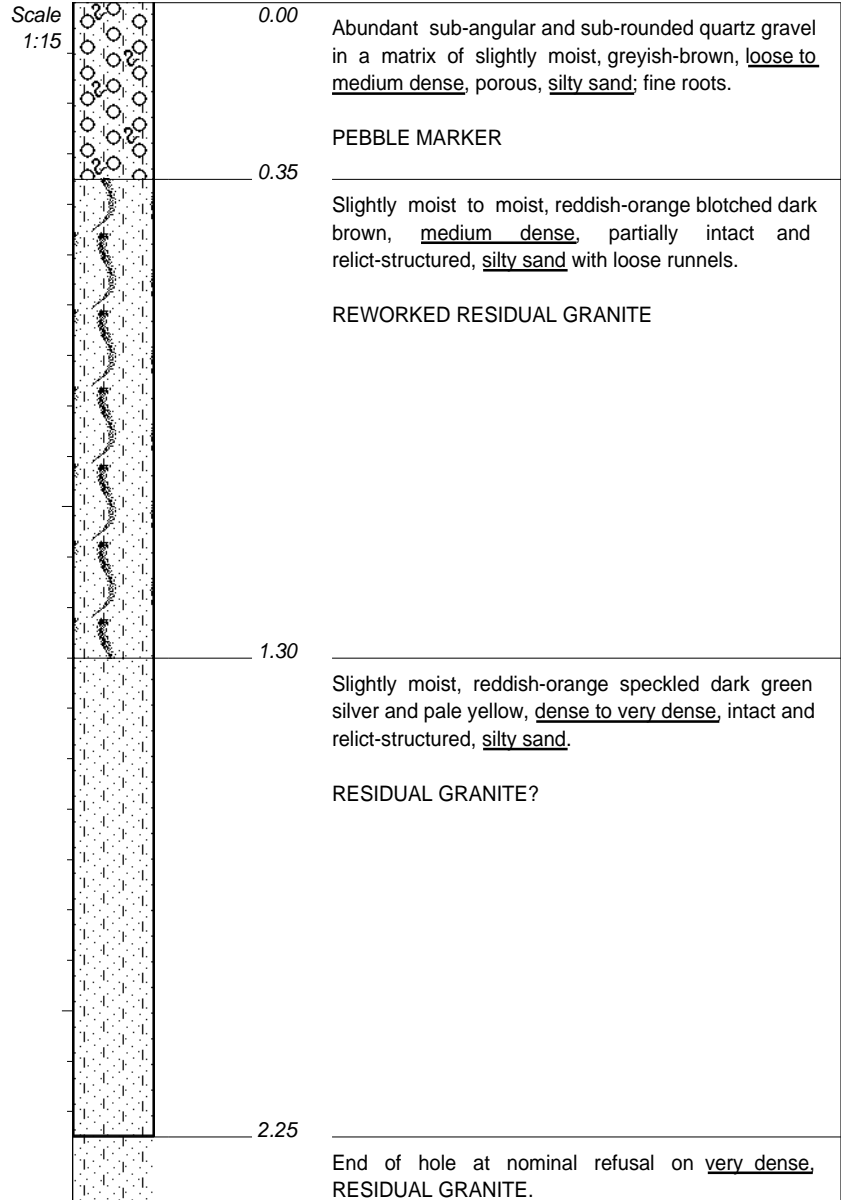 Scale
1:15
0.00
Abundant sub-angular and sub-rounded quartz gravel
in a matrix of slightly moist, greyish-brown, loose to
medium dense, porous, silty sand; fine roots.
PEBBLE MARKER
0.35
Slightly moist to moist, reddish-orange blotched dark
brown, medium dense, partially intact and
relict-structured, silty sand with loose runnels.
REWORKED RESIDUAL GRANITE
1.30
Slightly moist, reddish-orange speckled dark green
silver and pale yellow, dense to very dense, intact and
relict-structured, silty sand.
RESIDUAL GRANITE?
2.25
End of hole at nominal refusal on very dense,
RESIDUAL GRANITE.